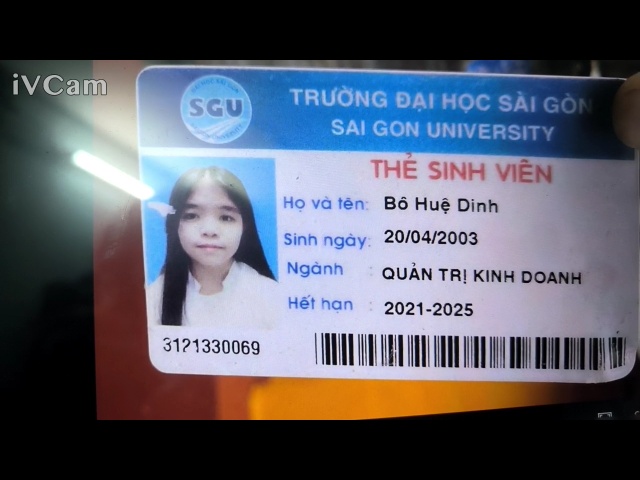 iVCam
SGU
TRƯỜNG ĐẠI HỌC SÀI GÒN
SAI GON UNIVERSITY
THẺ SINH VIÊN
Họ và tên: Bô Huệ Dinh
Sinh ngày: 20/04/2003
Ngành : QUẢN TRỊ KINH DOANH
Hết hạn : 2021-2025
3121330069